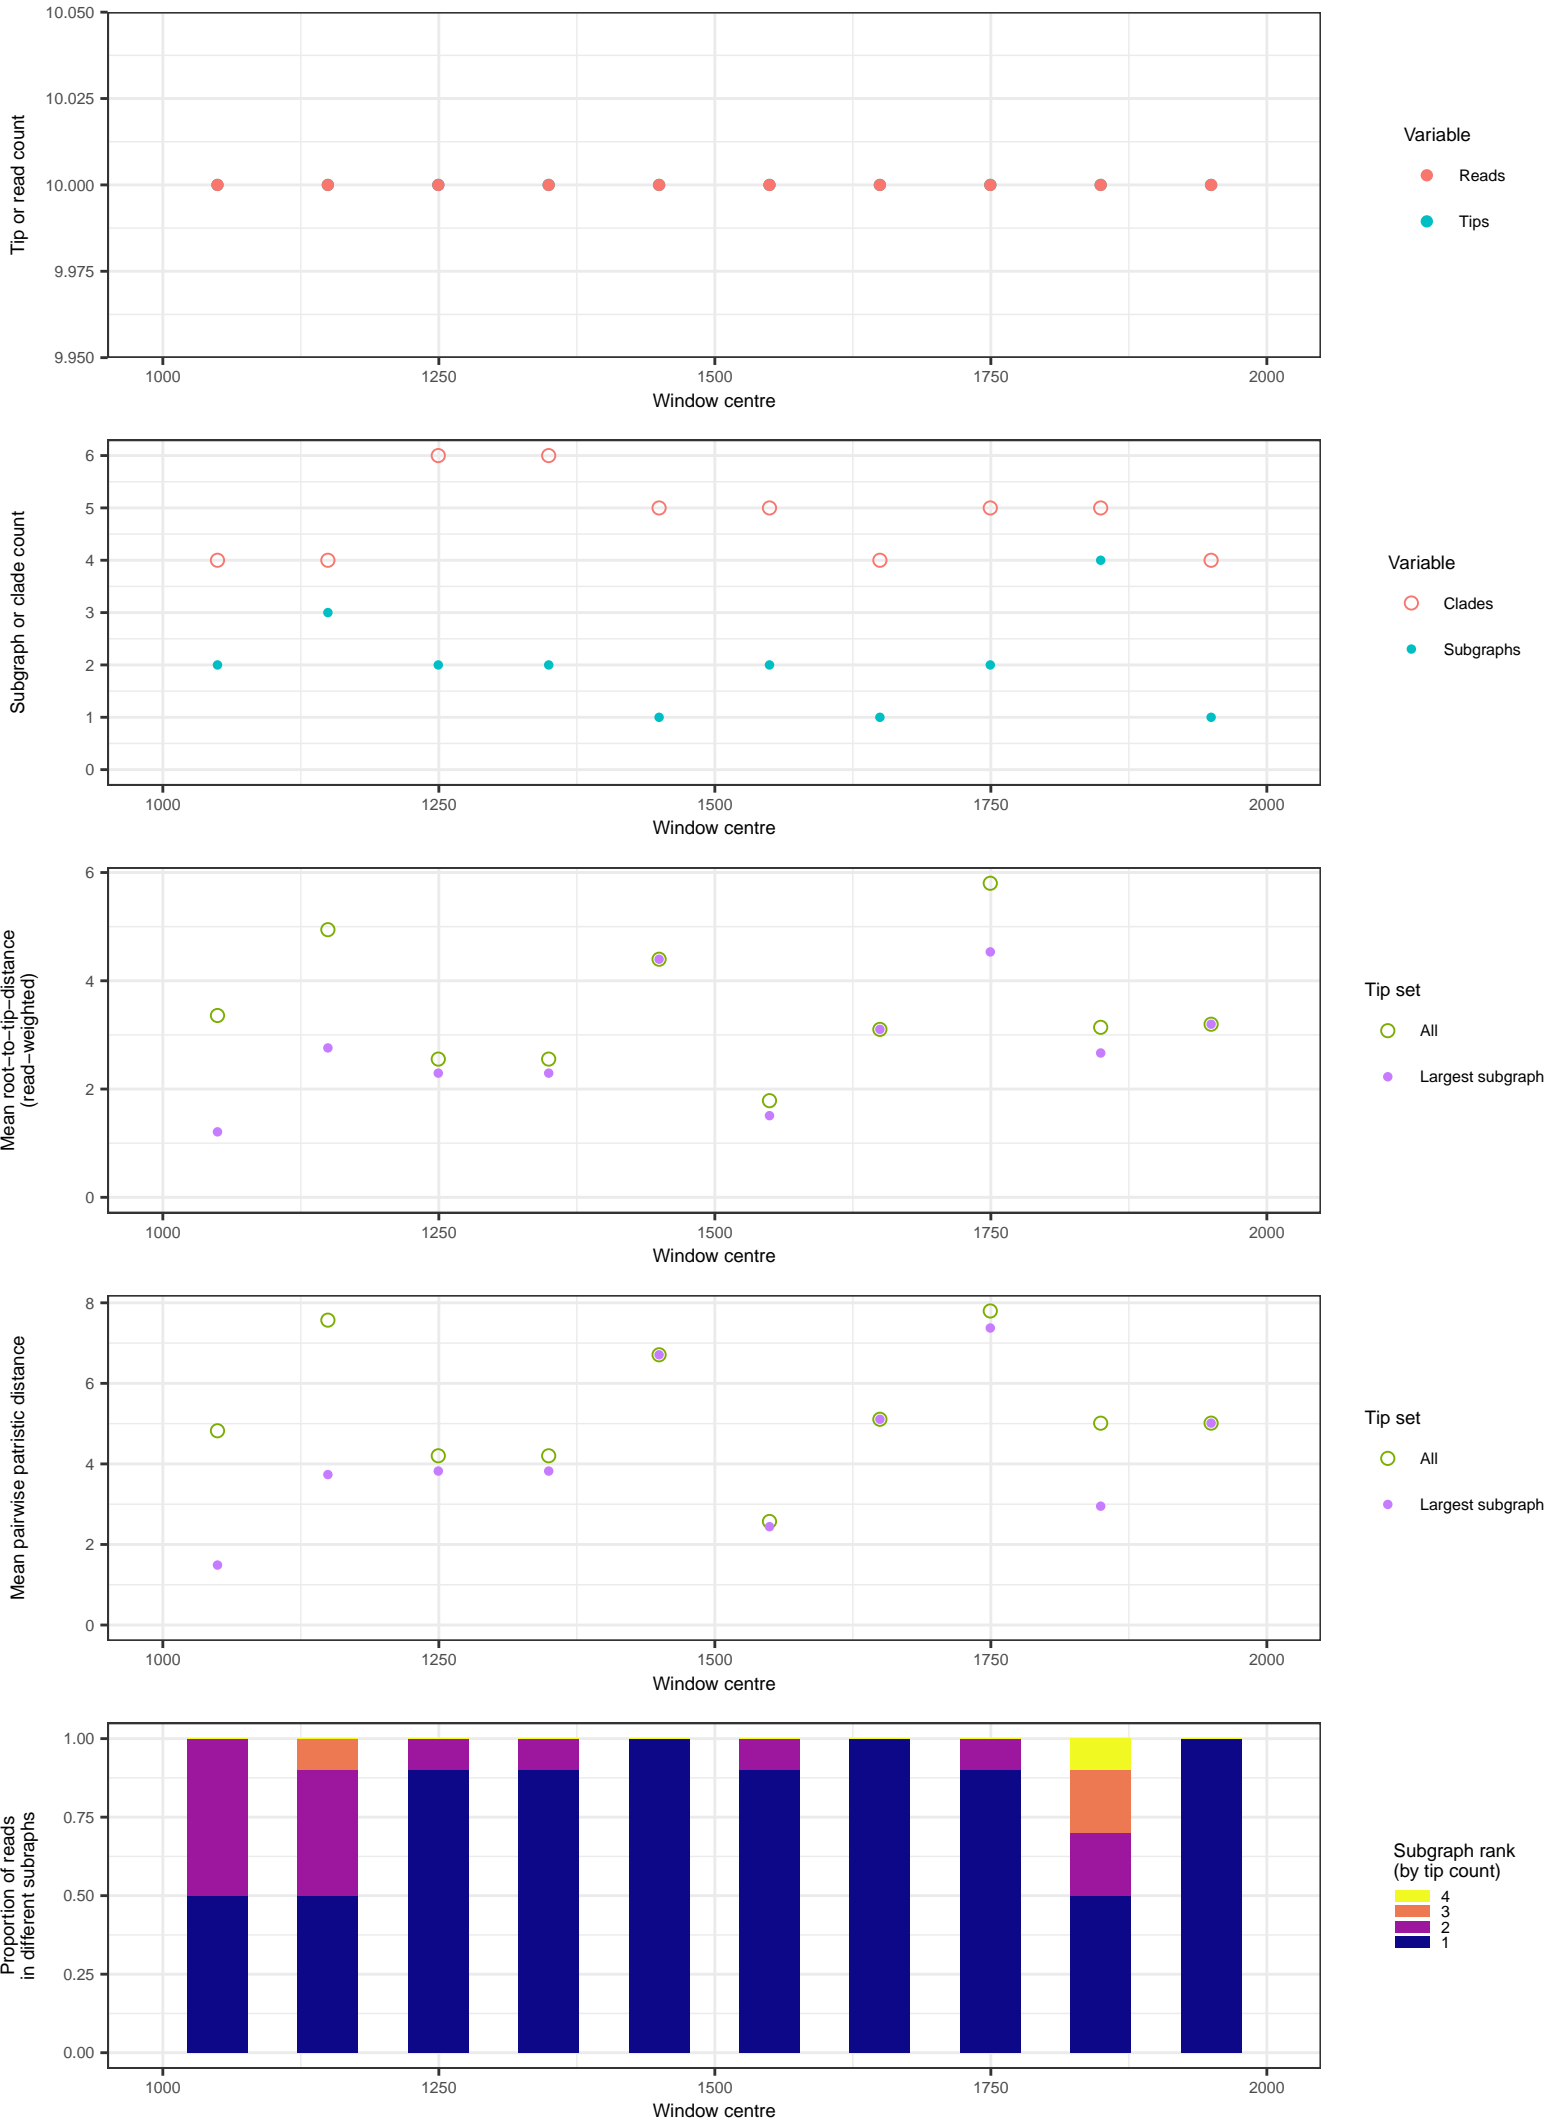 10.050
10.025
10.000
9.975
9.950
Tip or read count
1000 1250 1500 1750 2000
Window centre
Variable
Reads
Tips
6
5
4
3
2
1
0
Subgraph or clade count
1000 1250 1500 1750 2000
Window centre
Variable
Clades
Subgraphs
6
4
2
0
Mean root−to−tip−distance
(read−weighted)
1000 1250 1500 1750 2000
Window centre
Tip set
All
Largest subgraph
8
6
4
2
0
Mean pairwise patristic distance
1000 1250 1500 1750 2000
Window centre
Tip set
All
Largest subgraph
1.00
0.75
0.50
0.25
0.00
Proportion of reads
in different subraphs
1000 1250 1500 1750 2000
Window centre
Subgraph rank
(by tip count)
4
3
2
1